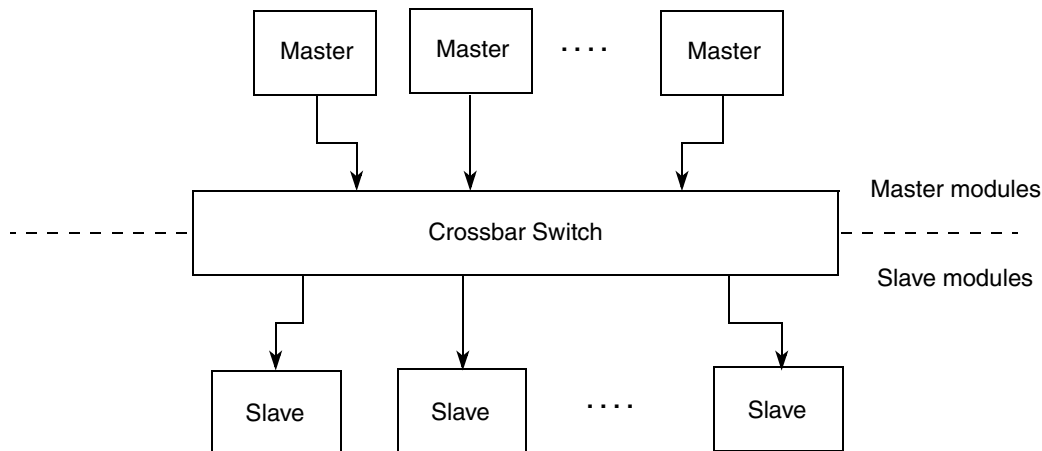 Master
Master
. . . .
Master
Master modules
Crossbar Switch
Slave modules
Slave
Slave
. . . .
Slave